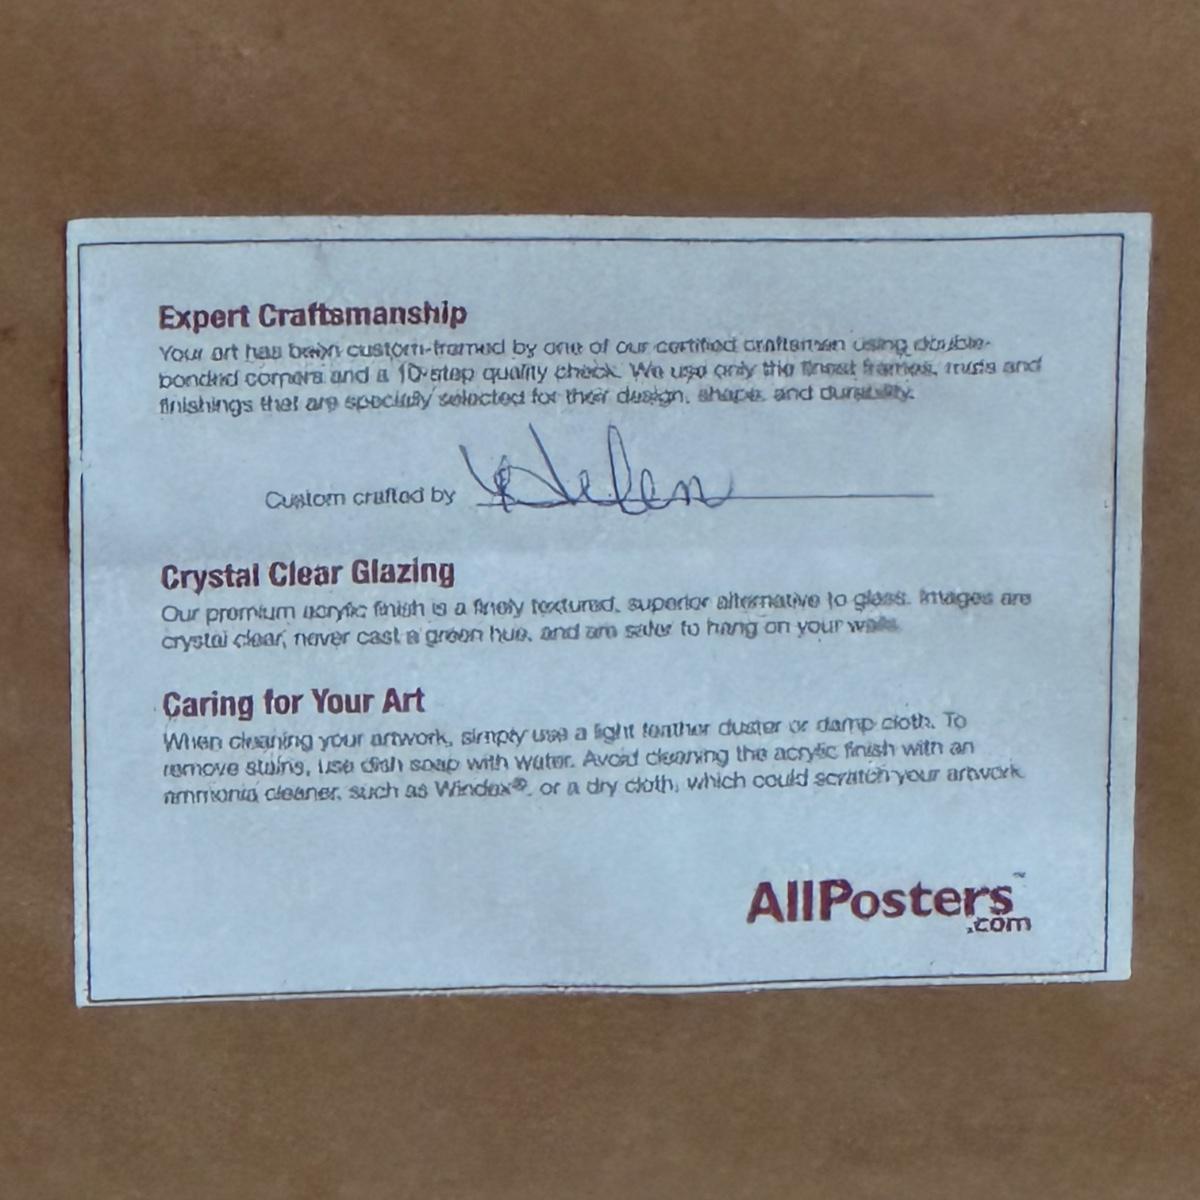 Expert Craftsmanship
Your art has been custom-framed by one of our certified craftsmen using double-
bonded corners and a 10-step quality check. We use only the finest frames, mats and
finishings that are specially selected for their design, shape, and durability.
Custom crafted by Helen
Crystal Clear Glazing
Our premium acrylic finish is a finely textured, superior alternative to glass. Images are
crystal clear, never cast a green hue, and are safer to hang on your walls.
Caring for Your Art
When cleaning your artwork, simply use a light feather duster or damp cloth. To
remove stains, use dish soap with water. Avoid cleaning the acrylic finish with an
ammonia cleaner, such as Windex®, or a dry cloth, which could scratch your artwork.
AllPosters™
.com